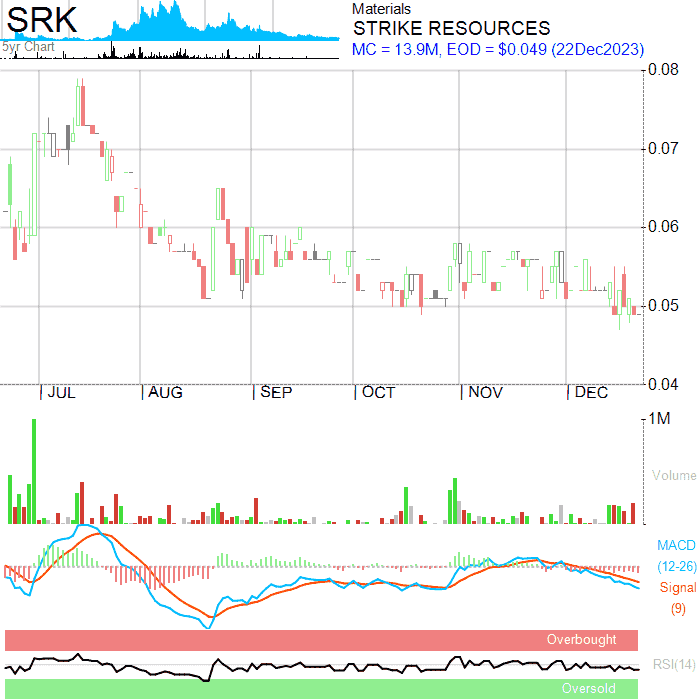 SRK
5yr Chart
Materials
STRIKE RESOURCES
MC = 13.9M, EOD = $0.049 (22Dec2023)
0.08
0.07
0.06
0.05
0.04
JUL AUG SEP OCT NOV DEC
1M
Volume
MACD
(12-26)
Signal
(9)
Overbought
RSI(14)
Oversold